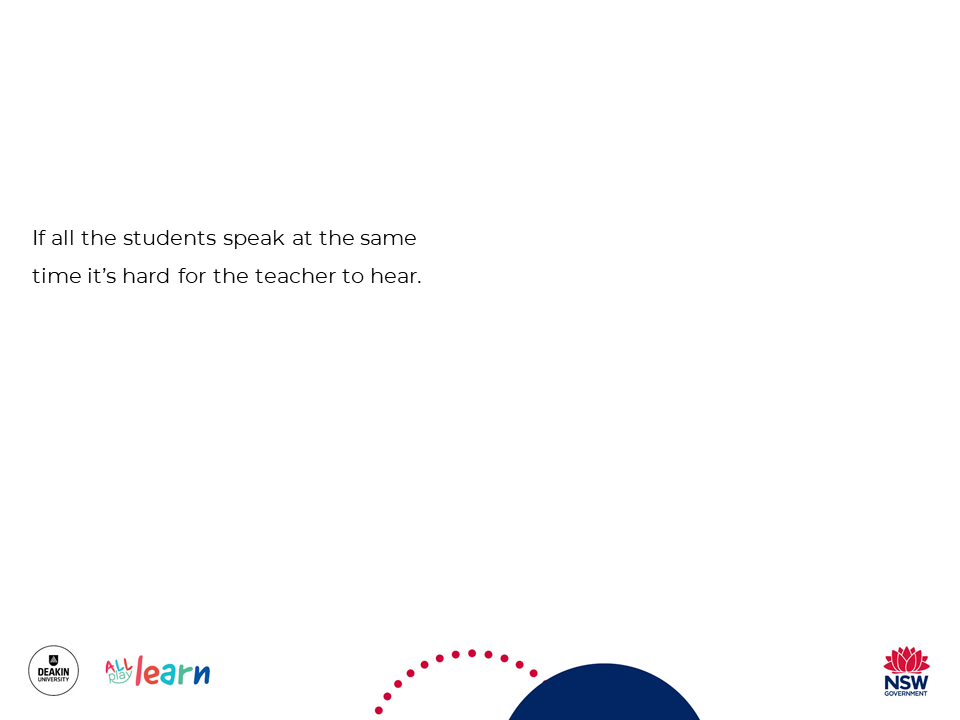 If all the students speak at the same
time it’s hard for the teacher to hear.
DEAKIN
UNIVERSITY
ALL
play
learn
NSW
GOVERNMENT